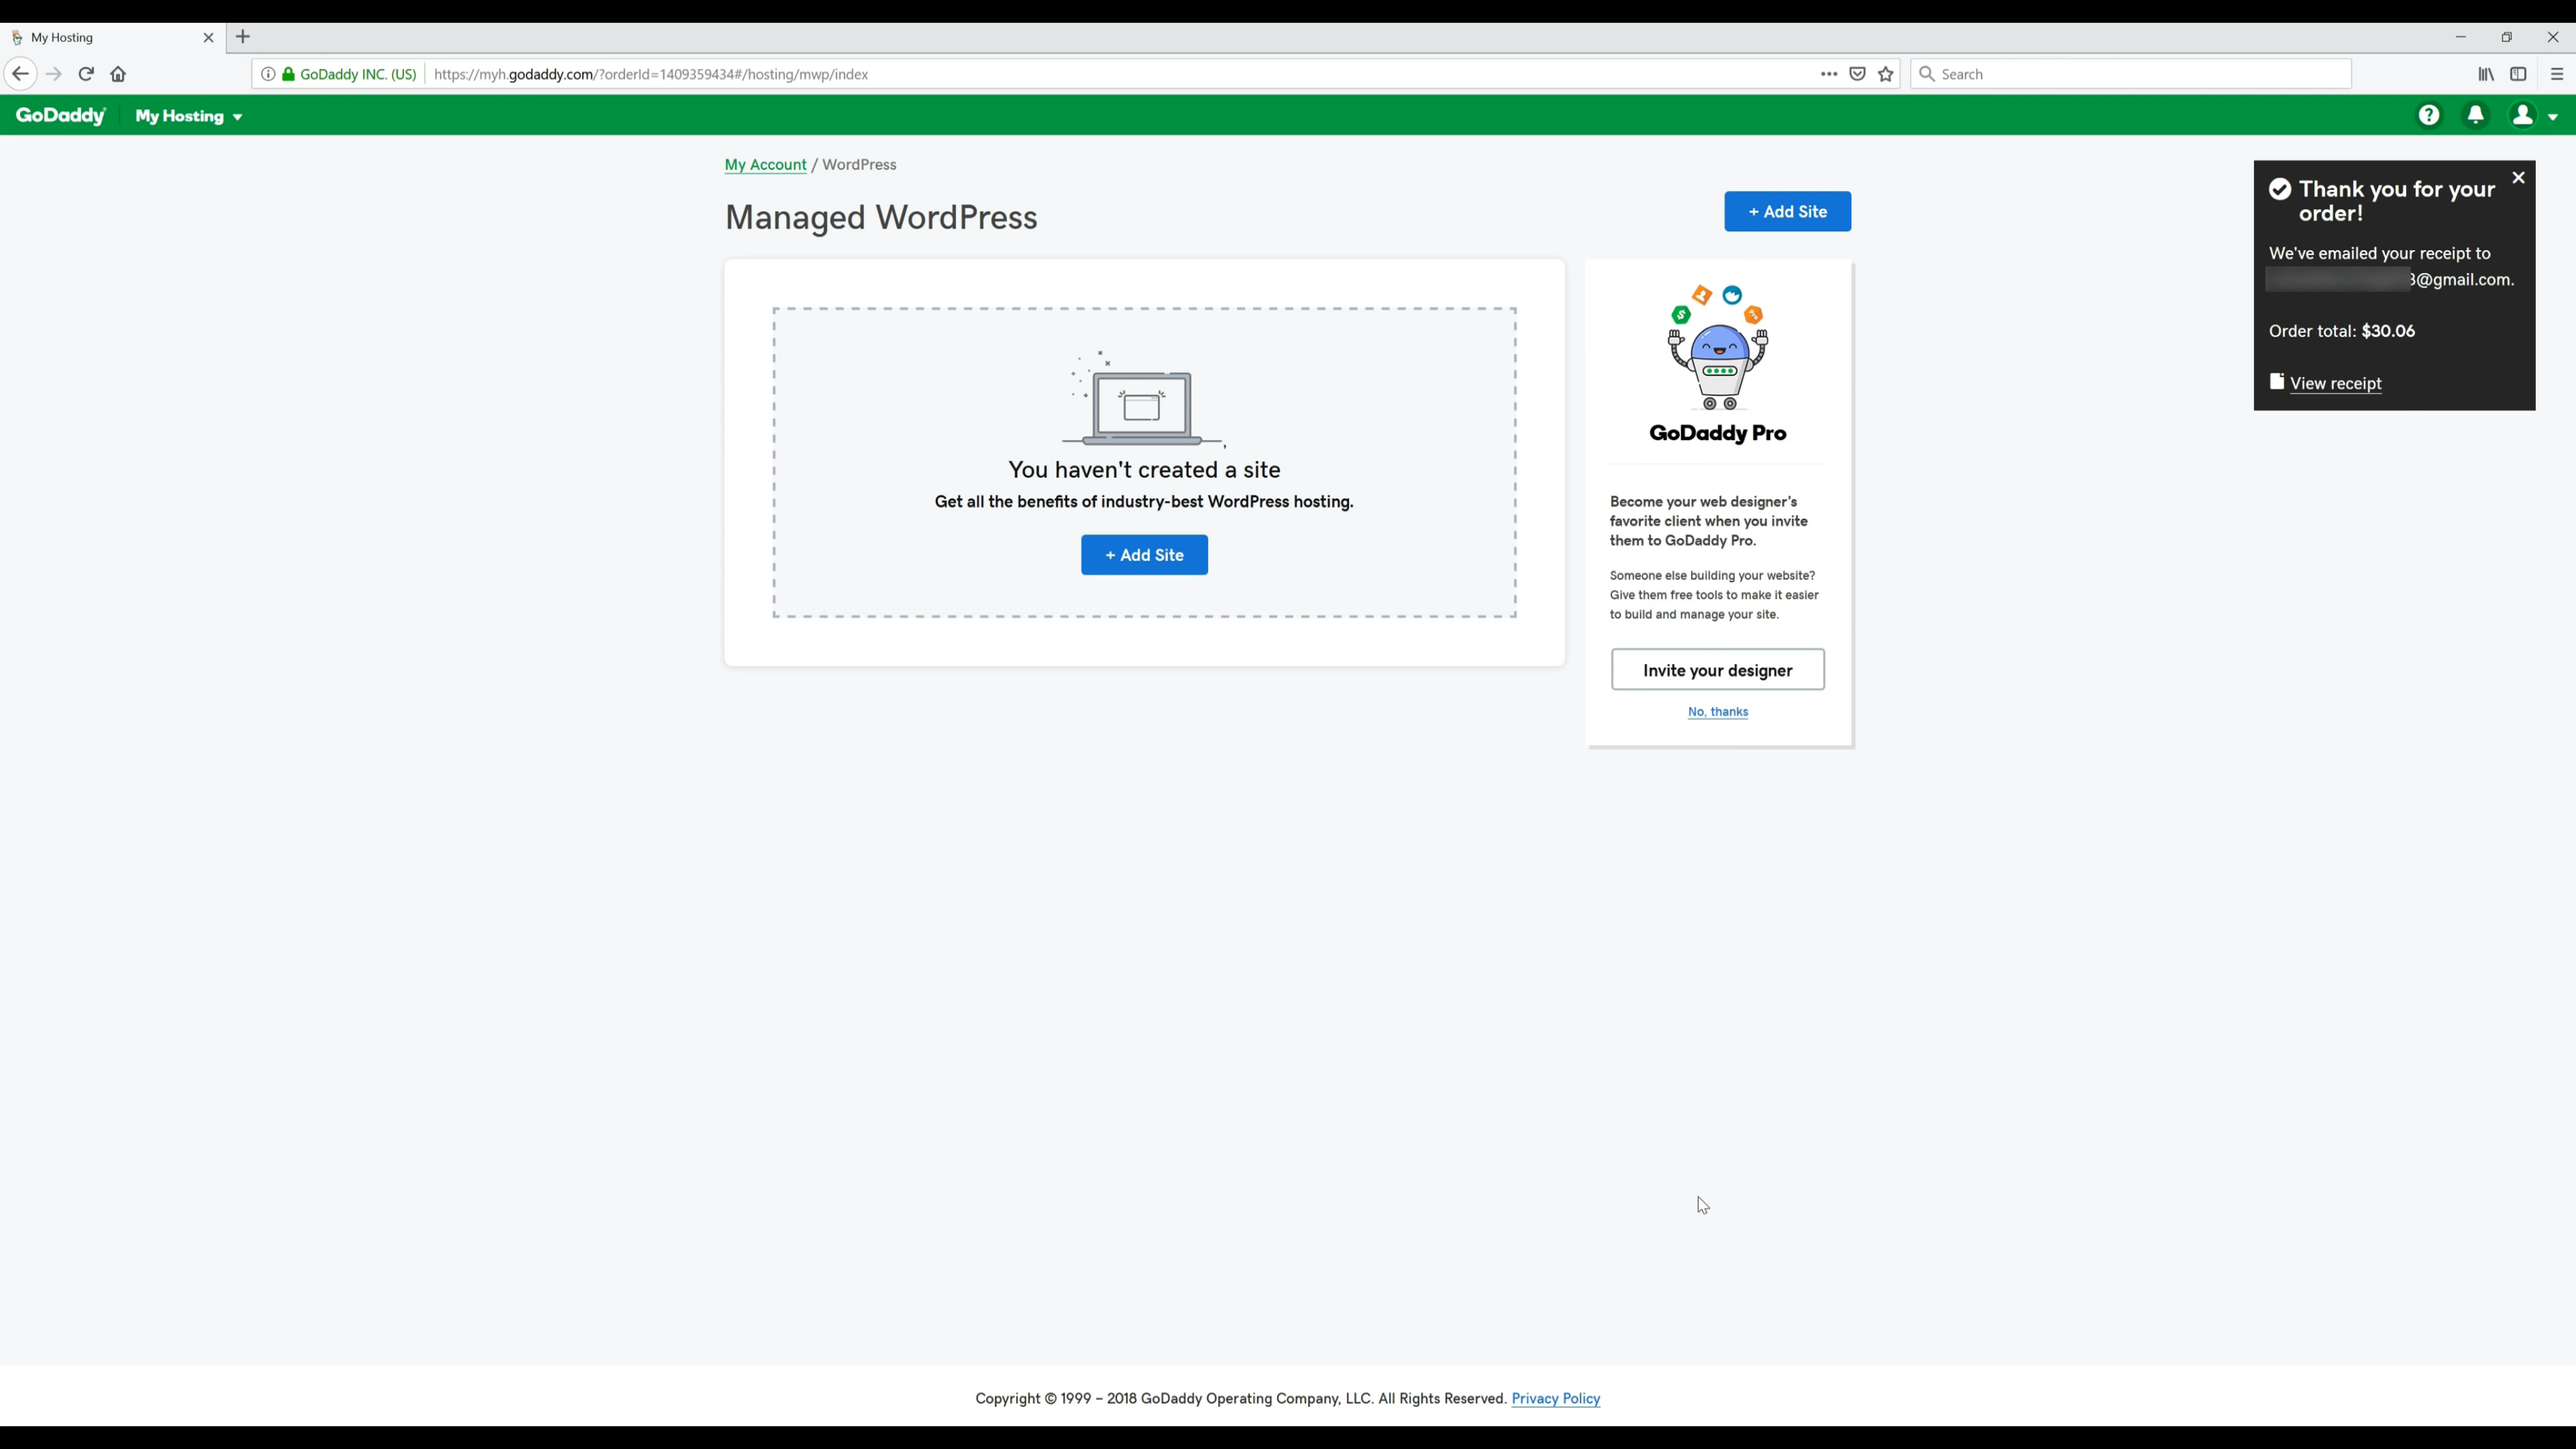 My Hosting
GoDaddy INC. (US) https://myh.godaddy.com/?orderId=1409359434#/hosting/mwp/index
Search
GoDaddy My Hosting
My Account / WordPress
Managed WordPress
+ Add Site
Thank you for your
order!
We've emailed your receipt to
@gmail.com.
Order total: $30.06
View receipt
You haven't created a site
Get all the benefits of industry-best WordPress hosting.
+ Add Site
GoDaddy Pro
Become your web designer's
favorite client when you invite
them to GoDaddy Pro.
Someone else building your website?
Give them free tools to make it easier
to build and manage your site.
Invite your designer
No, thanks
Copyright © 1999 – 2018 GoDaddy Operating Company, LLC. All Rights Reserved. Privacy Policy